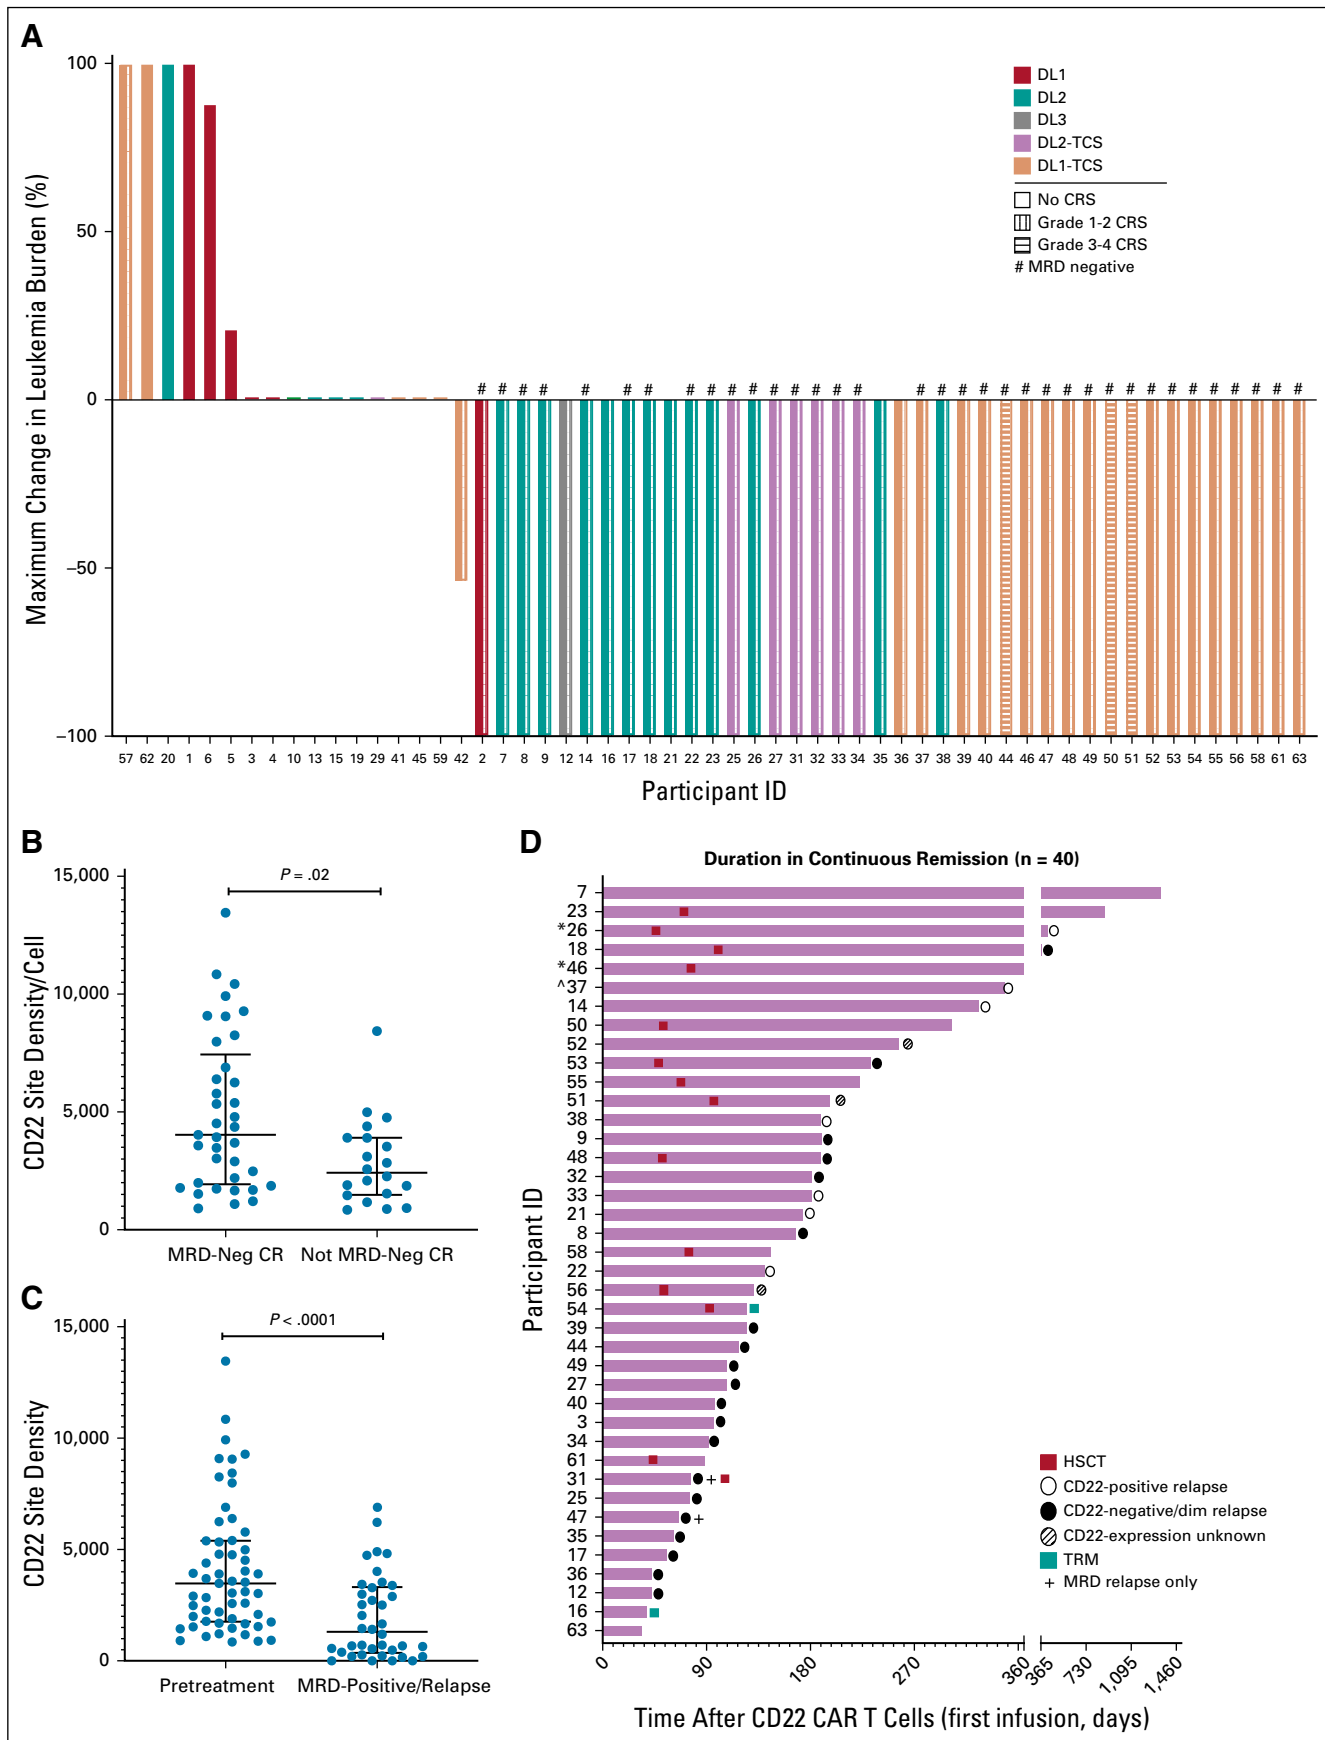 A
Maximum Change in Leukemia Burden (%)
100
50
0
−50
−100
DL1
DL2
DL3
DL2-TCS
DL1-TCS
No CRS
Grade 1-2 CRS
Grade 3-4 CRS
# MRD negative
# # # # # # # # # # # # # # # # # # # # # # # # # # # # # # # # # #
57 62 20 1 6 5 3 4 10 13 15 19 29 41 45 59 42 2 7 8 9 12 14 16 17 18 21 22 23 25 26 27 31 32 33 34 35 36 37 38 39 40 44 46 47 48 49 50 51 52 53 54 55 56 58 61 63
Participant ID
B
CD22 Site Density/Cell
15,000
10,000
5,000
0
P = .02
MRD-Neg CR Not MRD-Neg CR
C
CD22 Site Density
15,000
10,000
5,000
0
P < .0001
Pretreatment MRD-Positive/Relapse
D
Duration in Continuous Remission (n = 40)
Participant ID
7
23
*26
18
*46
^37
14
50
52
53
55
51
38
9
48
32
33
21
8
58
22
56
54
39
44
49
27
40
3
34
61
31 +
25
47 +
35
17
36
12
16
63
HSCT
CD22-positive relapse
CD22-negative/dim relapse
CD22-expression unknown
TRM
+ MRD relapse only
0 90 180 270 360 365 730 1,095 1,460
Time After CD22 CAR T Cells (first infusion, days)